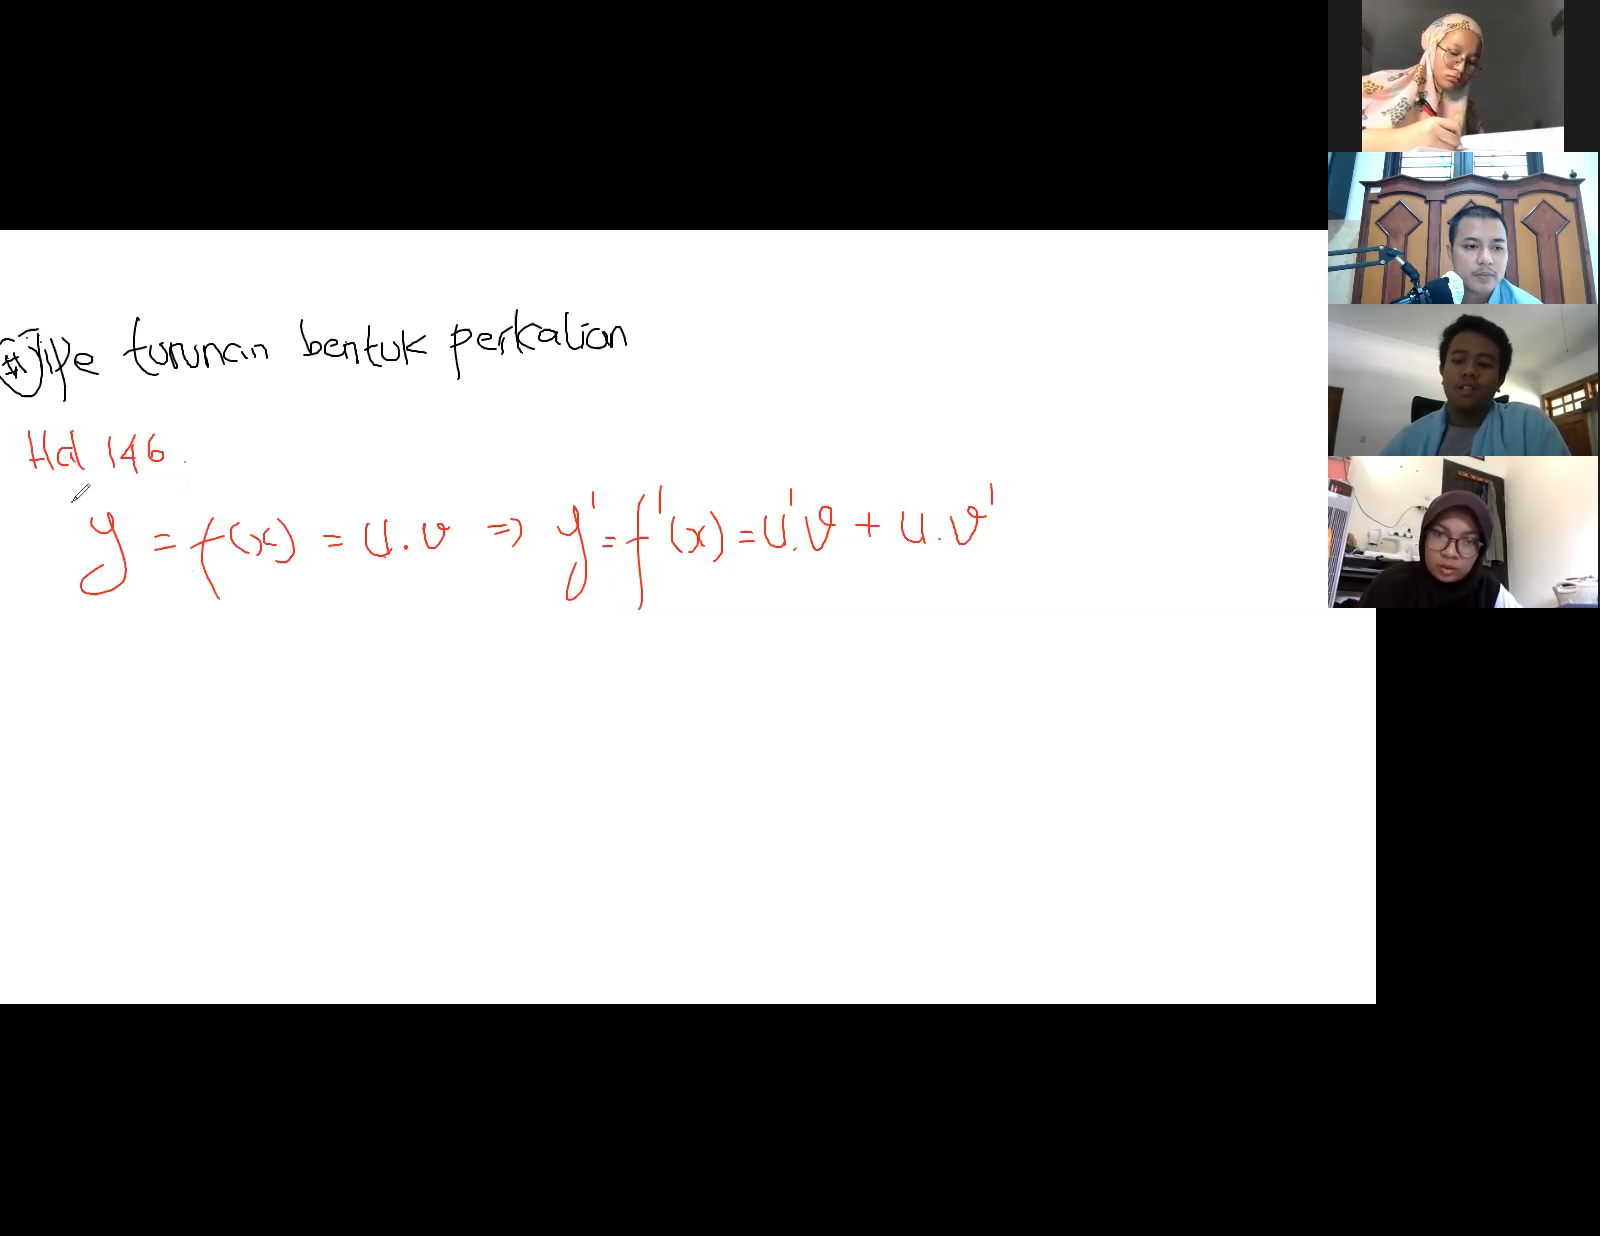 # Tipe turunan bentuk perkalian
Hal 146.
y = f(x) = u.v => y' = f'(x) = u'.v + u.v'